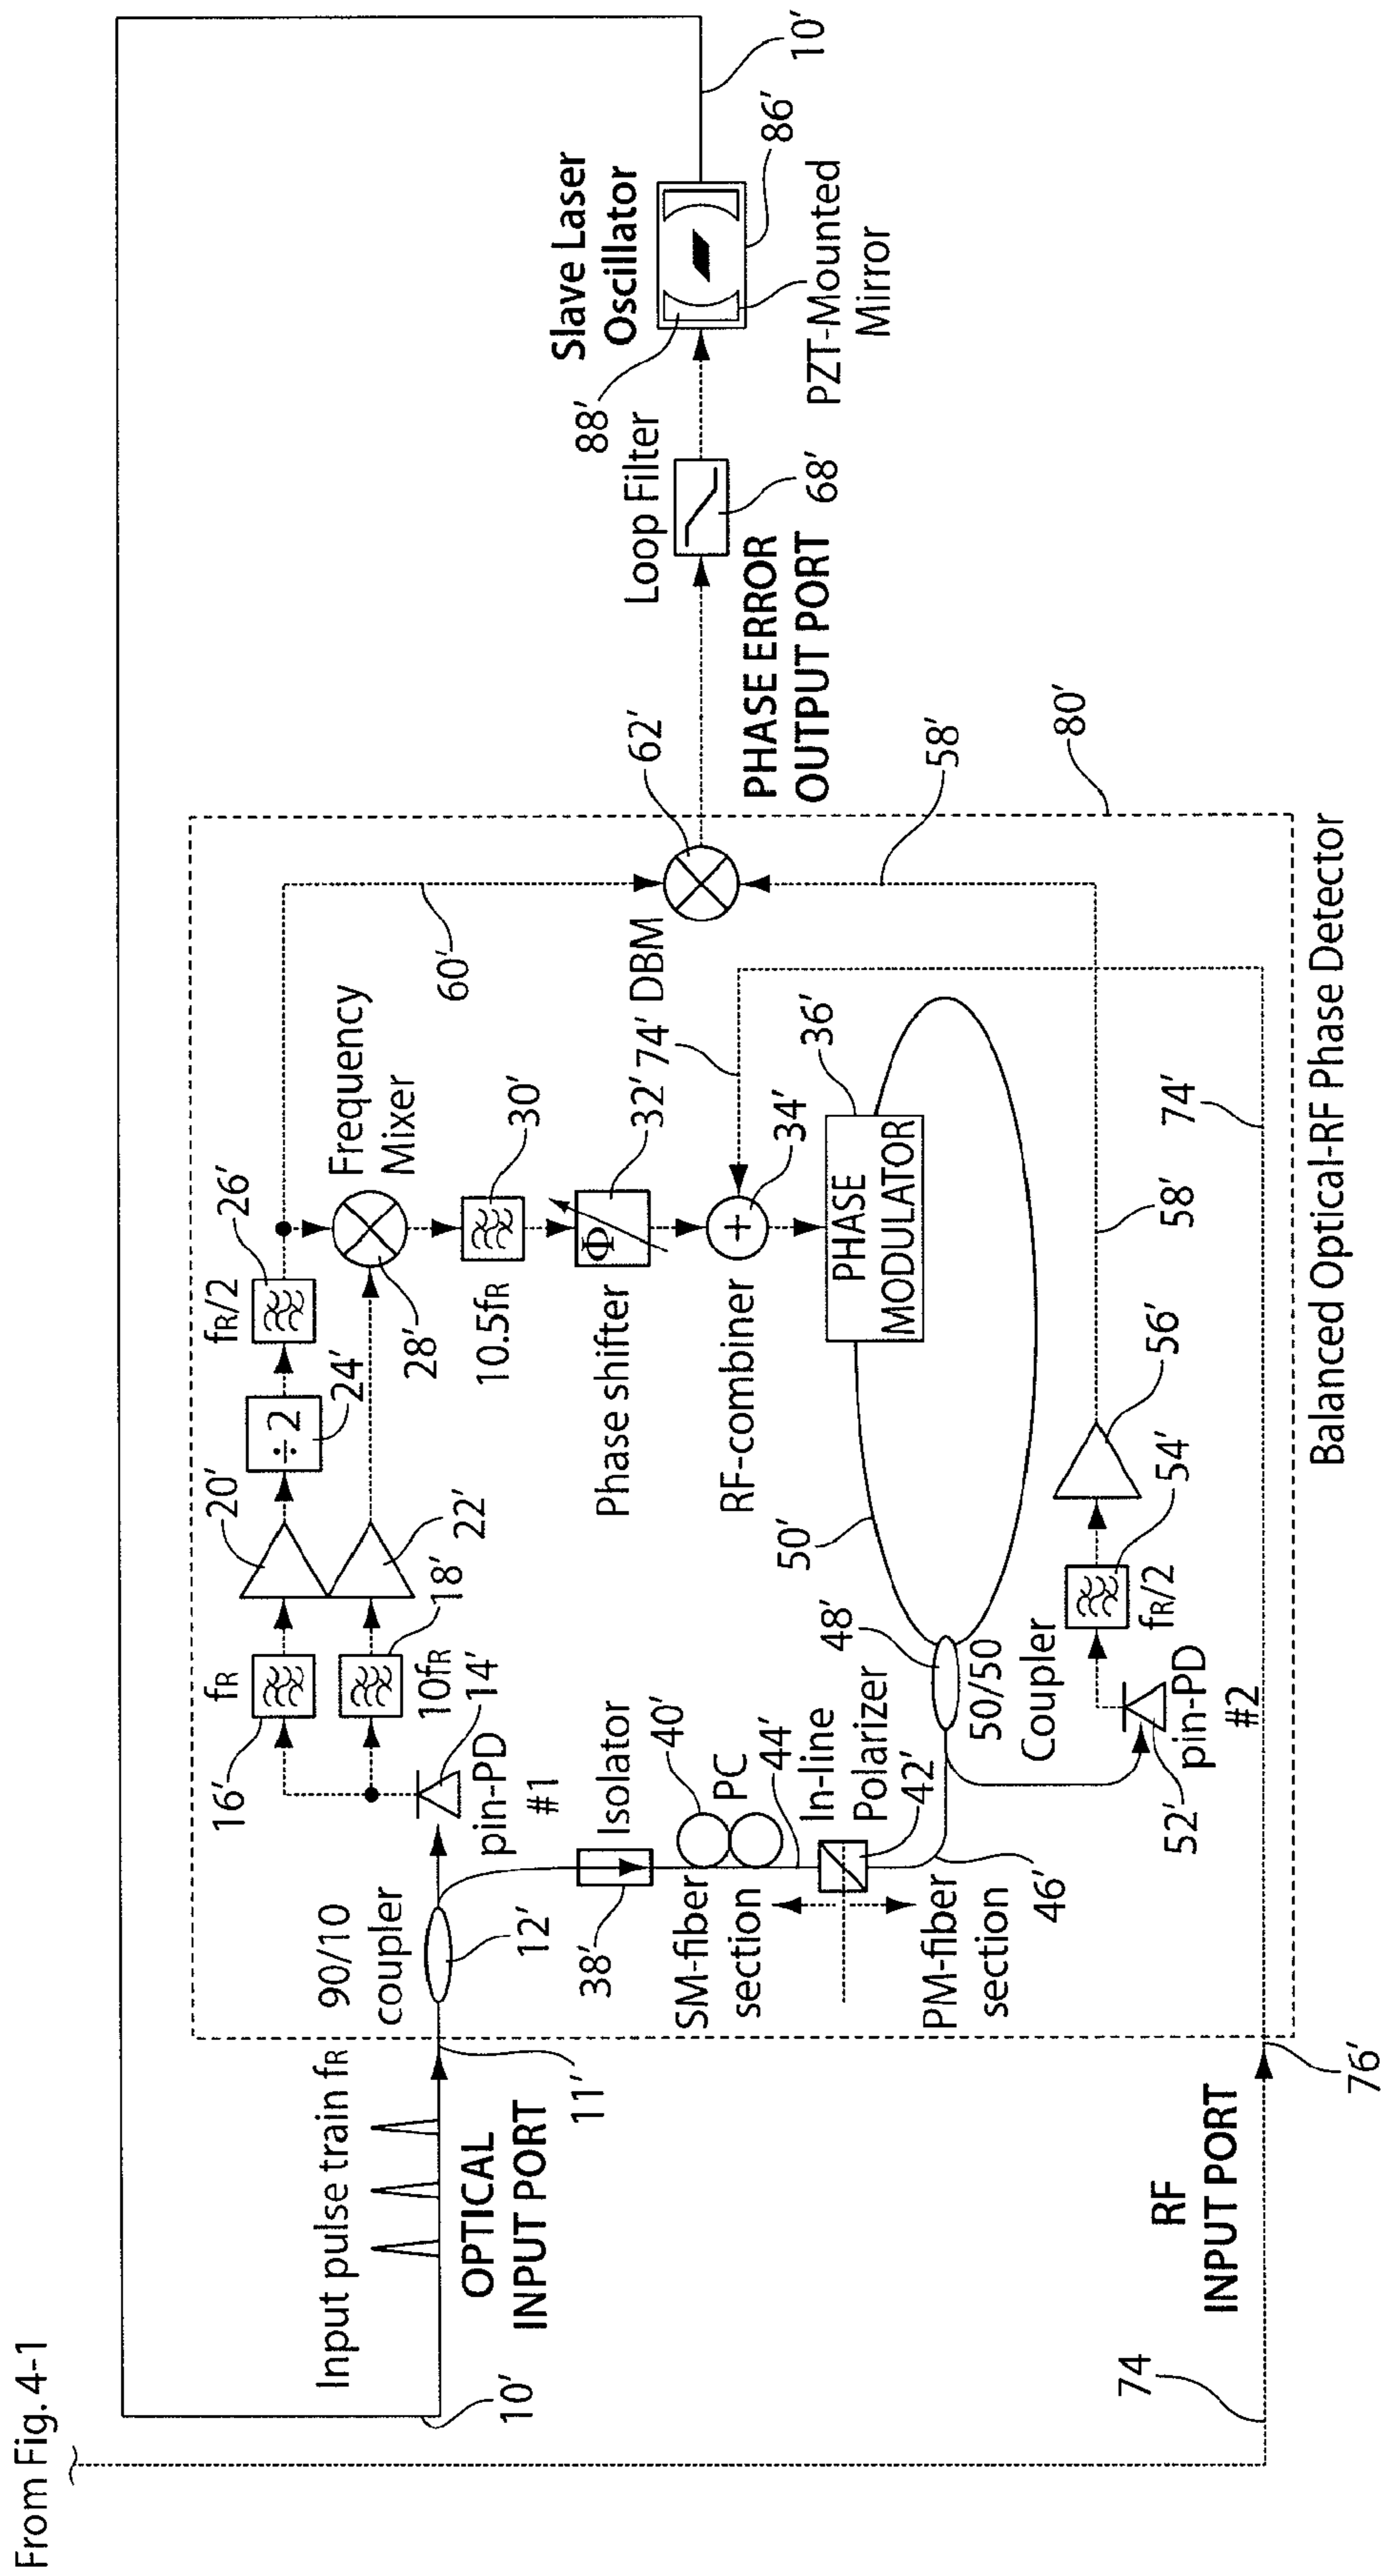 From Fig. 4-1
10'
Input pulse train fR
OPTICAL
INPUT PORT
11'
90/10
coupler
12'
pin-PD
#1
14'
16'
fR
10fR
18'
20'
22'
÷2
24'
fR/2
26'
Frequency
Mixer
28'
10.5fR
30'
Phase shifter
Φ
32'
RF-combiner
+
34'
74'
PHASE
MODULATOR
36'
38'
Isolator
40'
PC
SM-fiber
section
44'
In-line
Polarizer
42'
PM-fiber
section
46'
48'
50/50
Coupler
50'
pin-PD
#2
52'
fR/2
54'
56'
58'
58'
60'
62'
DBM
74'
80'
Balanced Optical-RF Phase Detector
RF
INPUT PORT
74
76'
PHASE ERROR
OUTPUT PORT
Loop Filter
68'
Slave Laser
Oscillator
88'
86'
PZT-Mounted
Mirror
10'